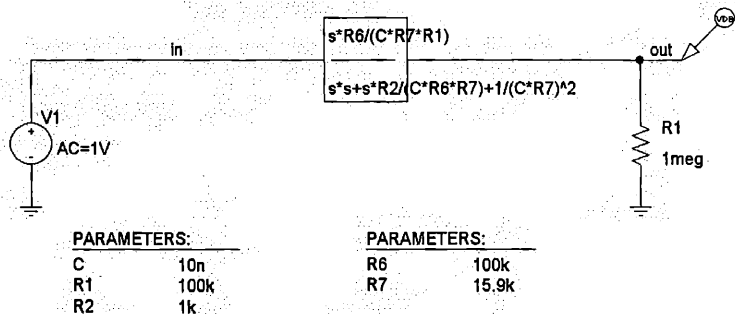 VDB
s*R6/(C*R7*R1)
in
out
s*s+s*R2/(C*R6*R7)+1/(C*R7)^2
V1
+
-
AC=1V
R1
1meg
PARAMETERS:
C 10n
R1 100k
R2 1k
PARAMETERS:
R6 100k
R7 15.9k